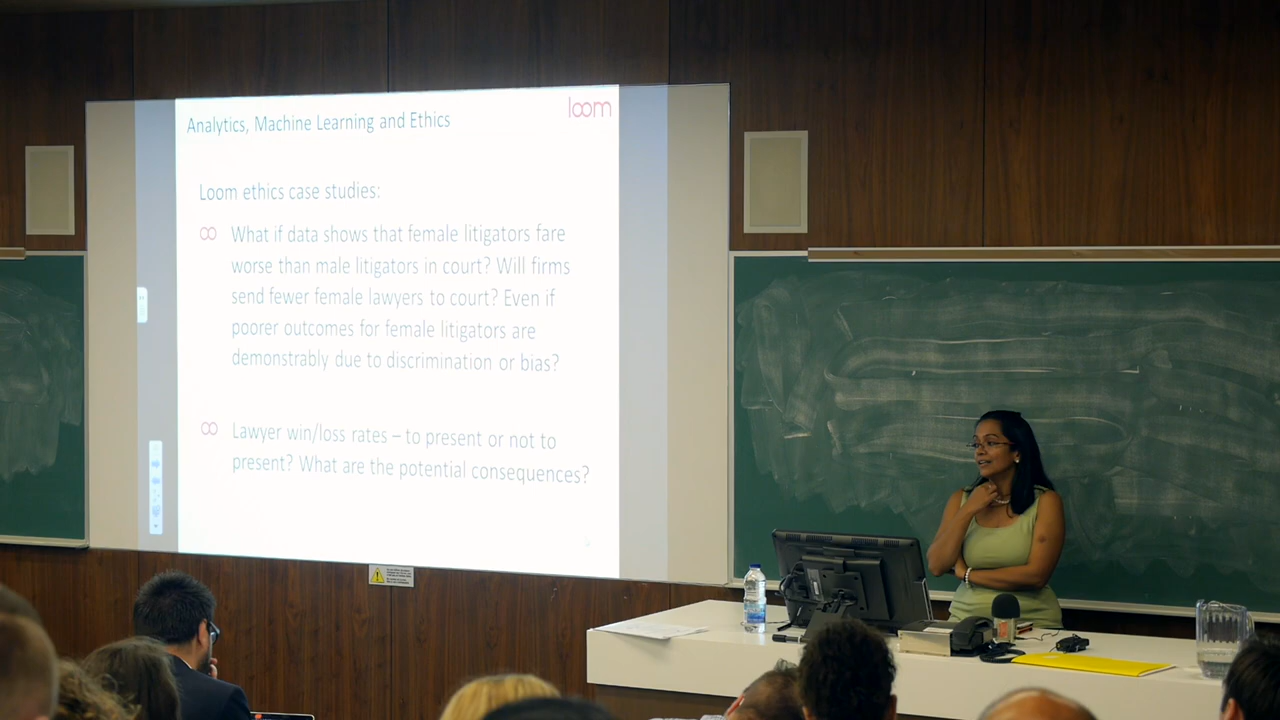 Analytics, Machine Learning and Ethics
loom
Loom ethics case studies:
What if data shows that female litigators fare
worse than male litigators in court? Will firms
send fewer female lawyers to court? Even if
poorer outcomes for female litigators are
demonstrably due to discrimination or bias?
Lawyer win/loss rates – to present or not to
present? What are the potential consequences?